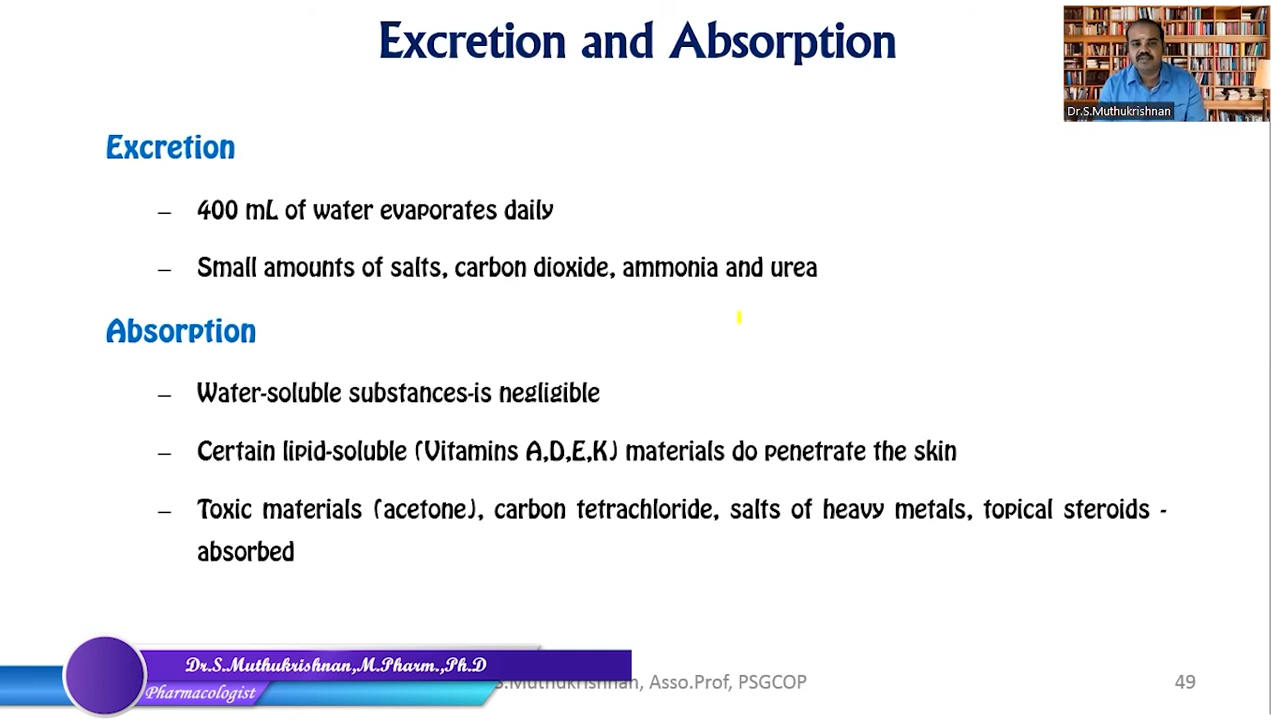 Excretion and Absorption
Dr.S.Muthukrishnan
Excretion
– 400 mL of water evaporates daily
– Small amounts of salts, carbon dioxide, ammonia and urea
Absorption
– Water-soluble substances-is negligible
– Certain lipid-soluble (Vitamins A,D,E,K) materials do penetrate the skin
– Toxic materials (acetone), carbon tetrachloride, salts of heavy metals, topical steroids -
absorbed
Dr.S.Muthukrishnan,M.Pharm.,Ph.D
Pharmacologist
S.Muthukrishnan, Asso.Prof, PSGCOP
49